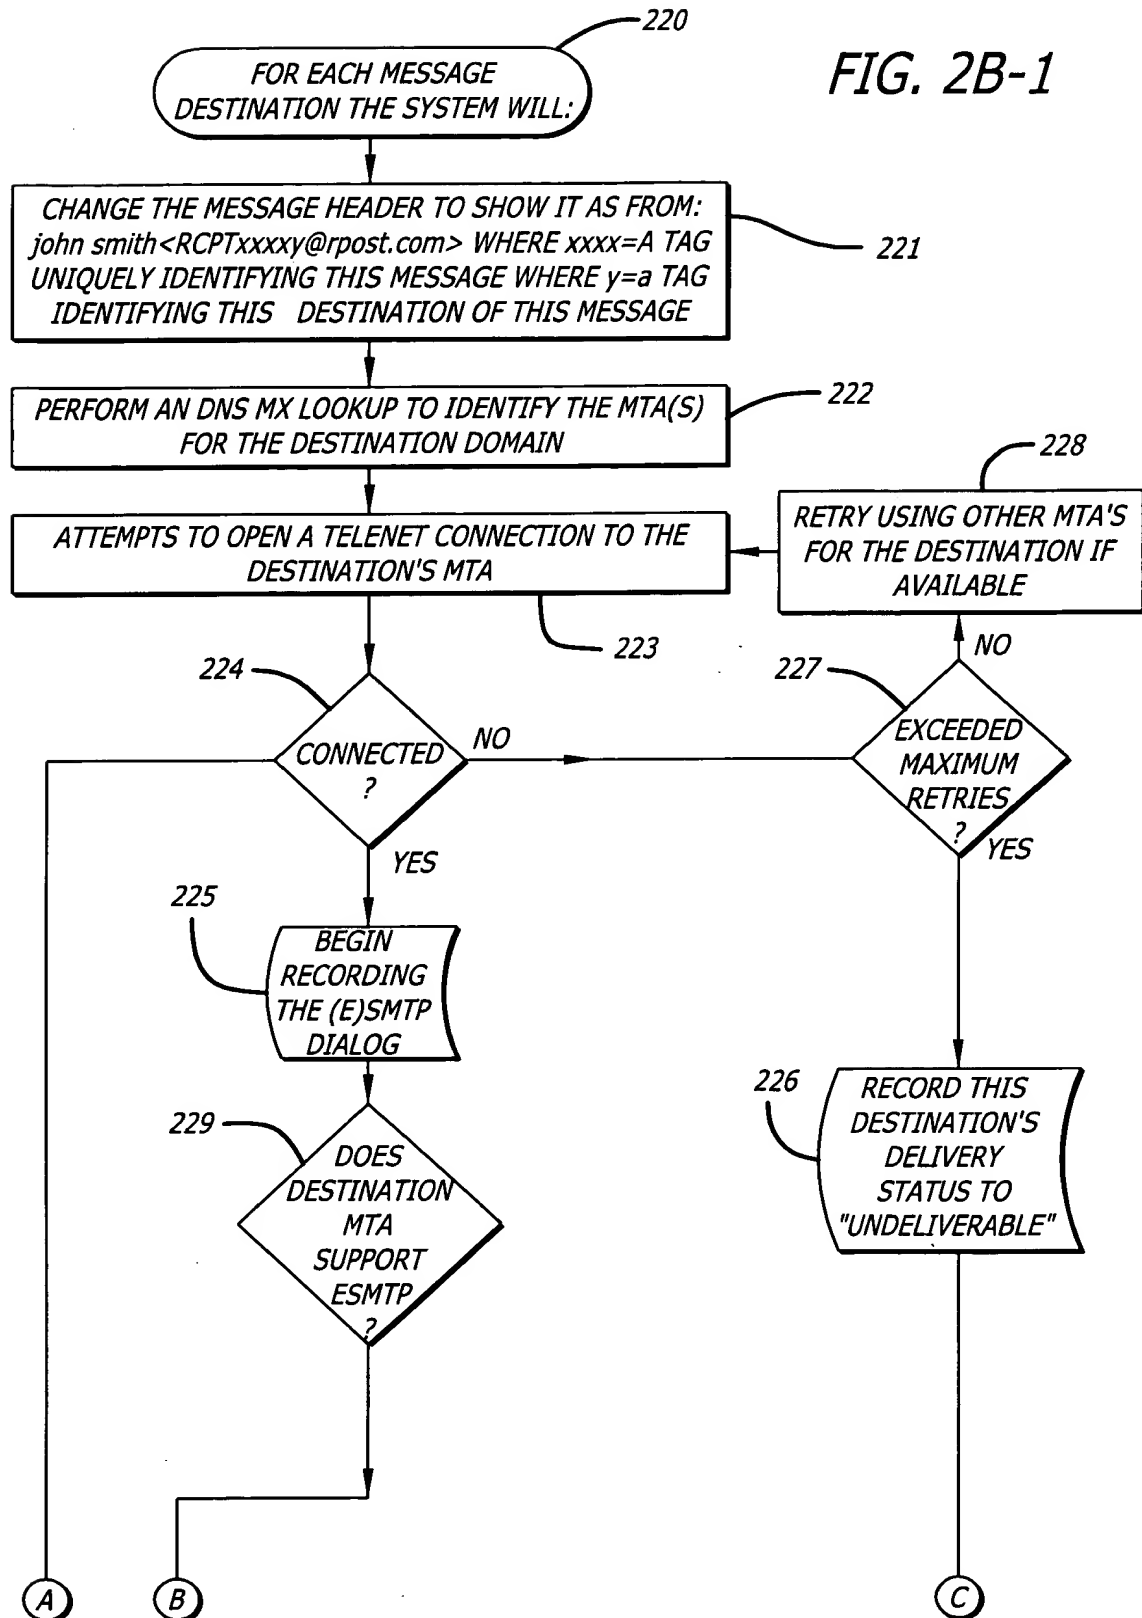 220
FIG. 2B-1
FOR EACH MESSAGE
DESTINATION THE SYSTEM WILL:
CHANGE THE MESSAGE HEADER TO SHOW IT AS FROM:
john smith<RCPTxxxxy@rpost.com> WHERE xxxx=A TAG
UNIQUELY IDENTIFYING THIS MESSAGE WHERE y=a TAG
IDENTIFYING THIS DESTINATION OF THIS MESSAGE
221
PERFORM AN DNS MX LOOKUP TO IDENTIFY THE MTA(S)
FOR THE DESTINATION DOMAIN
222
228
ATTEMPTS TO OPEN A TELENET CONNECTION TO THE
DESTINATION'S MTA
RETRY USING OTHER MTA'S
FOR THE DESTINATION IF
AVAILABLE
223
NO
224
227
CONNECTED
?
NO
EXCEEDED
MAXIMUM
RETRIES
?
YES
YES
225
BEGIN
RECORDING
THE (E)SMTP
DIALOG
226
RECORD THIS
DESTINATION'S
DELIVERY
STATUS TO
"UNDELIVERABLE"
229
DOES
DESTINATION
MTA
SUPPORT
ESMTP
?
A
B
C